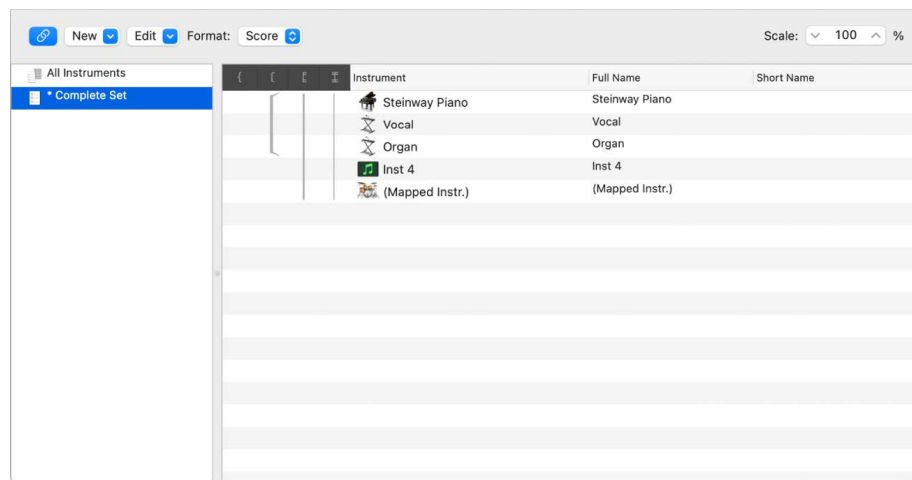 New Edit Format: Score Scale: 100 %
All Instruments
* Complete Set
Instrument Full Name Short Name
Steinway Piano Steinway Piano
Vocal Vocal
Organ Organ
Inst 4 Inst 4
(Mapped Instr.) (Mapped Instr.)